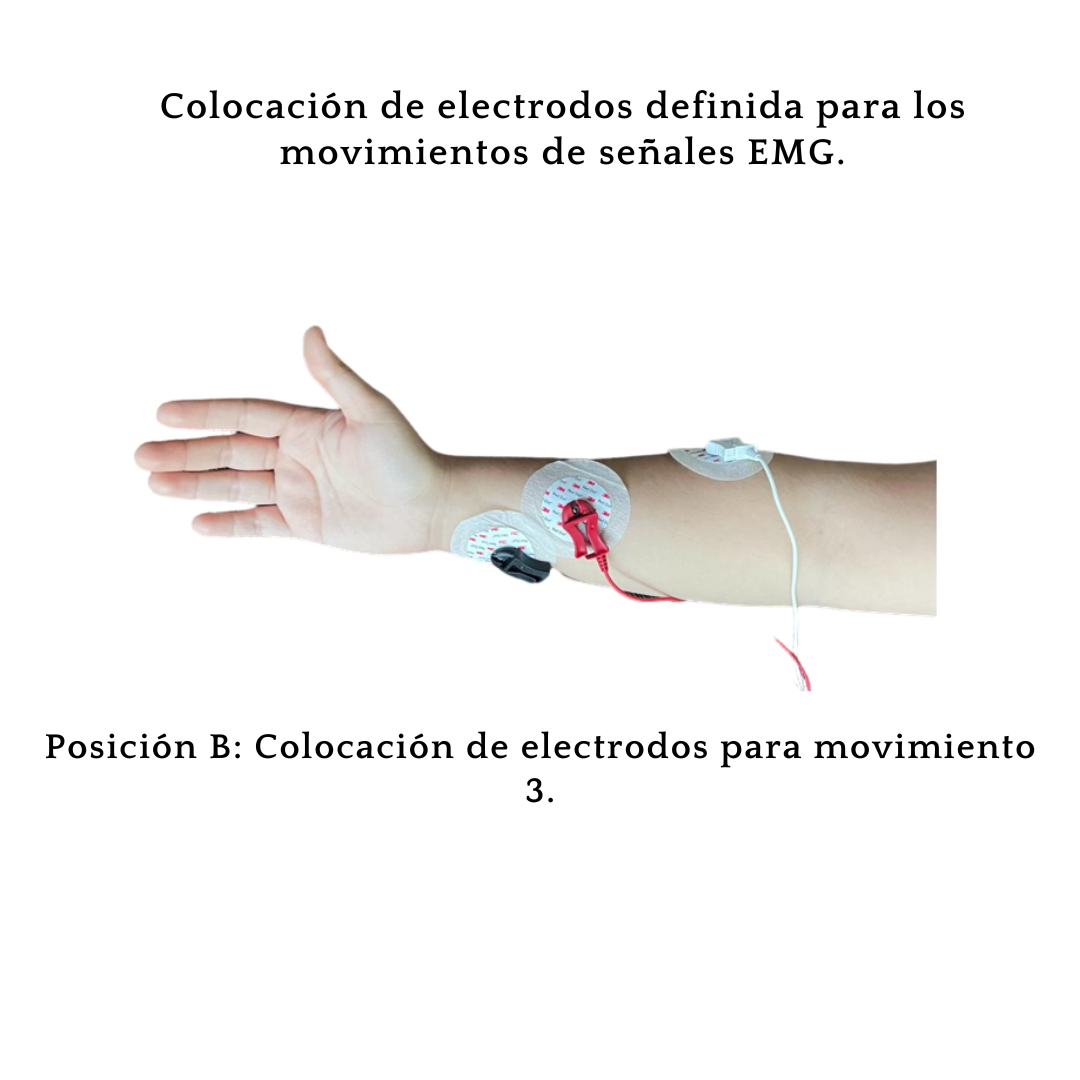 Colocación de electrodos definida para los
movimientos de señales EMG.
Posición B: Colocación de electrodos para movimiento
3.